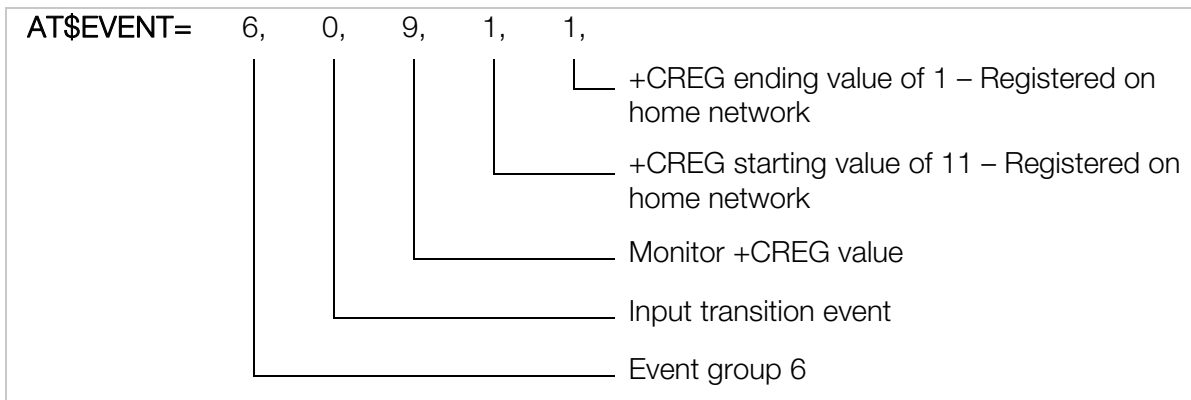 AT$EVENT= 6, 0, 9, 1, 1,
+CREG ending value of 1 – Registered on
home network
+CREG starting value of 11 – Registered on
home network
Monitor +CREG value
Input transition event
Event group 6